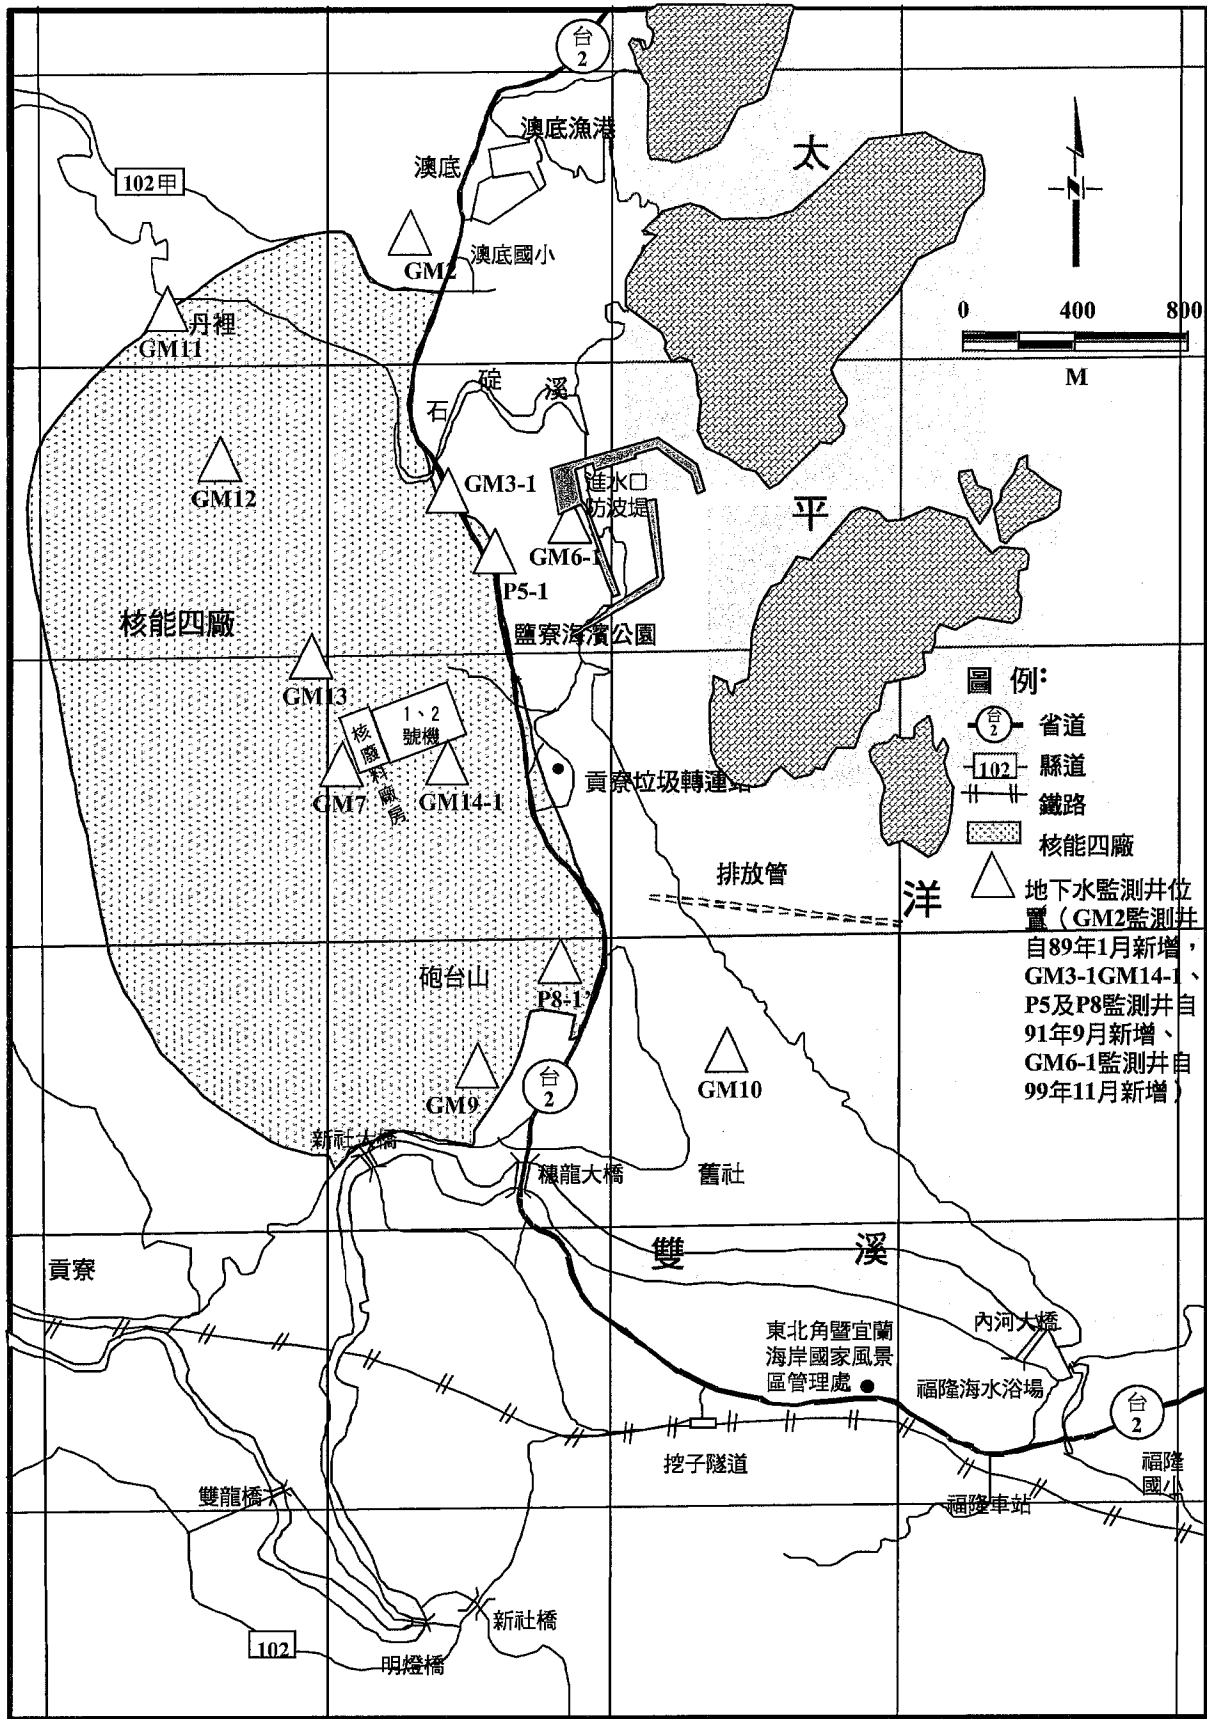 台
2
澳底漁港
太
澳底
102甲
GM2
澳底國小
0 400 800
M
丹裡
GM11
石 碇 溪
GM12
GM3-1
進水口
防波堤
平
GM6-1
P5-1
核能四廠
鹽寮海濱公園
GM13
圖 例:
台
2
省道
1、2
號機
核廢料廠房
102
縣道
GM7
GM14-1
貢寮垃圾轉運站
鐵路
核能四廠
排放管
洋
地下水監測井位
置（GM2監測井
自89年1月新增，
GM3-1GM14-1、
P5及P8監測井自
91年9月新增、
GM6-1監測井自
99年11月新增）
砲台山
P8-1'
GM10
GM9
台
2
新社大橋
穗龍大橋
舊社
雙 溪
貢寮
內河大橋
東北角暨宜蘭
海岸國家風景
區管理處
福隆海水浴場
台
2
挖子隧道
福隆
國小
雙龍橋
福隆車站
新社橋
102
明燈橋